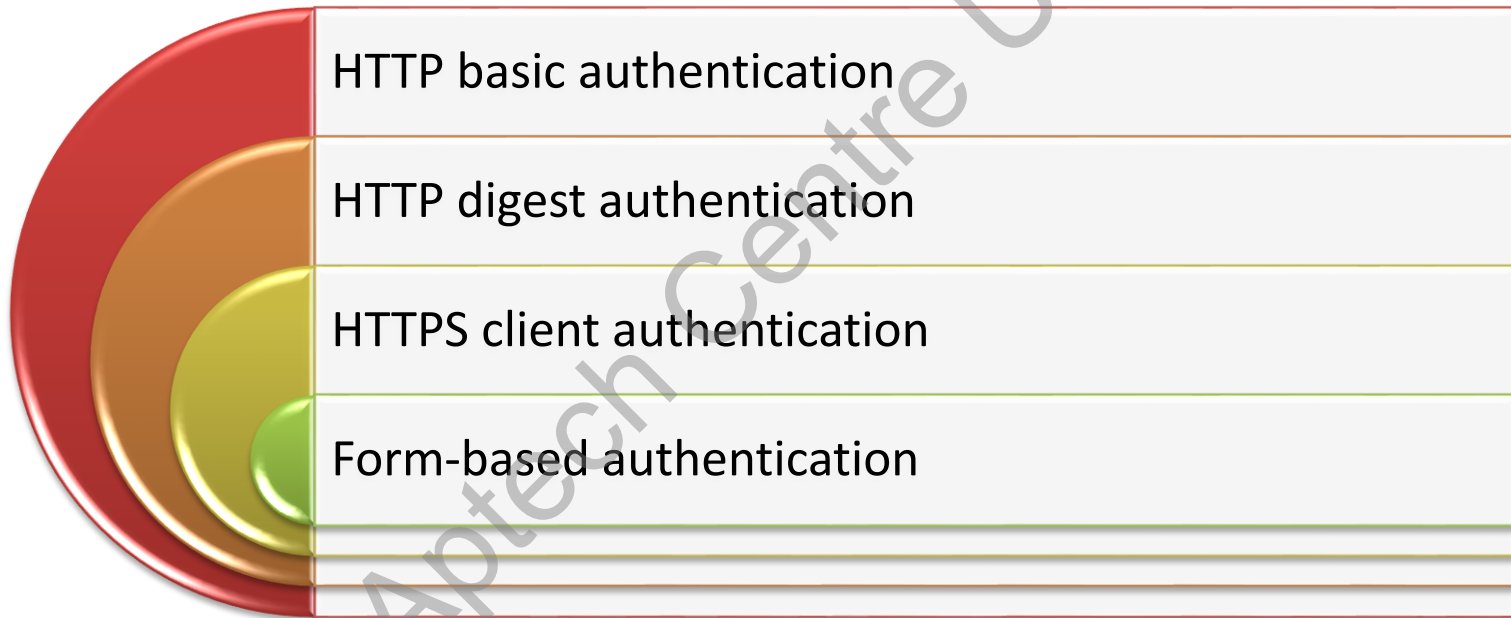 HTTP basic authentication
HTTP digest authentication
HTTPS client authentication
Form-based authentication
Aptech Centre